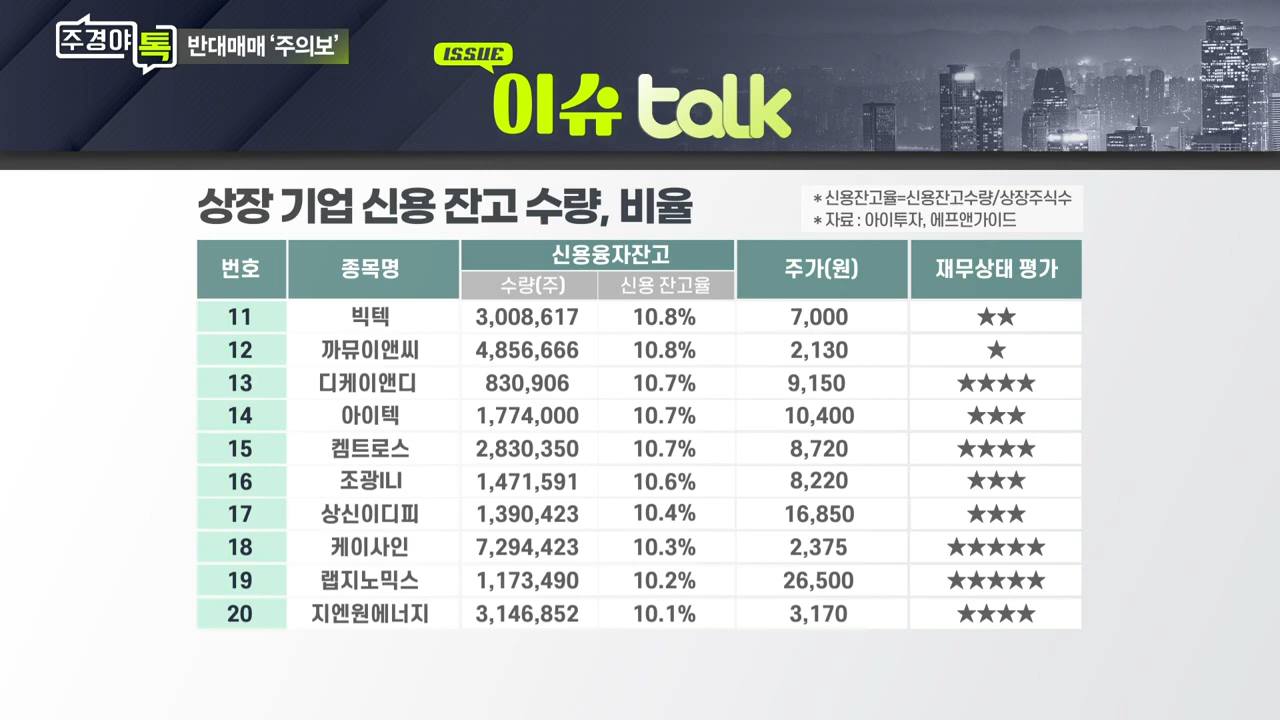 주경야톡 반대매매 ‘주의보’
ISSUE
이슈 talk
상장 기업 신용 잔고 수량, 비율
* 신용잔고율=신용잔고수량/상장주식수
* 자료 : 아이투자, 에프앤가이드
번호 종목명 신용융자잔고 주가(원) 재무상태 평가
수량(주) 신용 잔고율
11 빅텍 3,008,617 10.8% 7,000 ★★
12 까뮤이앤씨 4,856,666 10.8% 2,130 ★
13 디케이앤디 830,906 10.7% 9,150 ★★★★
14 아이텍 1,774,000 10.7% 10,400 ★★★
15 켐트로스 2,830,350 10.7% 8,720 ★★★★
16 조광ILI 1,471,591 10.6% 8,220 ★★★
17 상신이디피 1,390,423 10.4% 16,850 ★★★
18 케이사인 7,294,423 10.3% 2,375 ★★★★★
19 랩지노믹스 1,173,490 10.2% 26,500 ★★★★★
20 지엔원에너지 3,146,852 10.1% 3,170 ★★★★